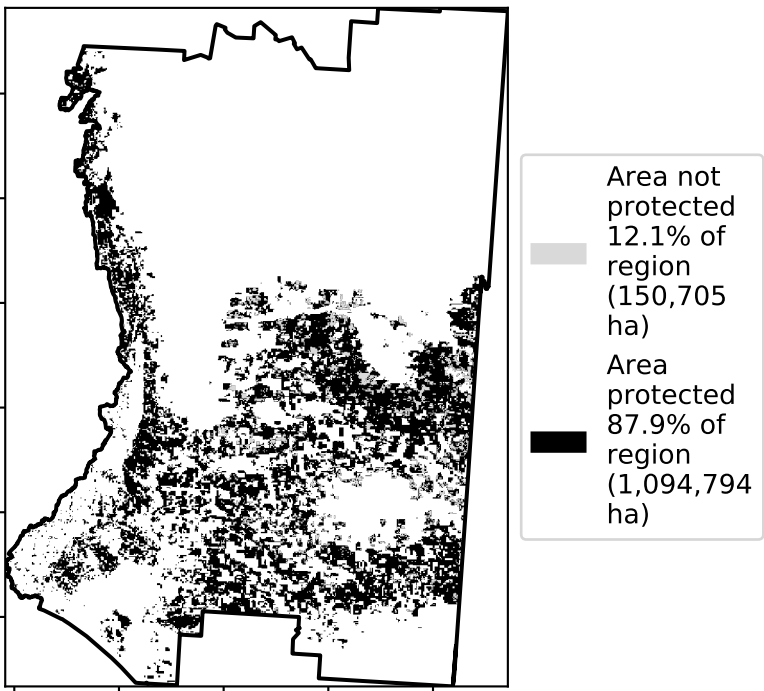 Area not
protected
12.1% of
region
(150,705
ha)
Area
protected
87.9% of
region
(1,094,794
ha)